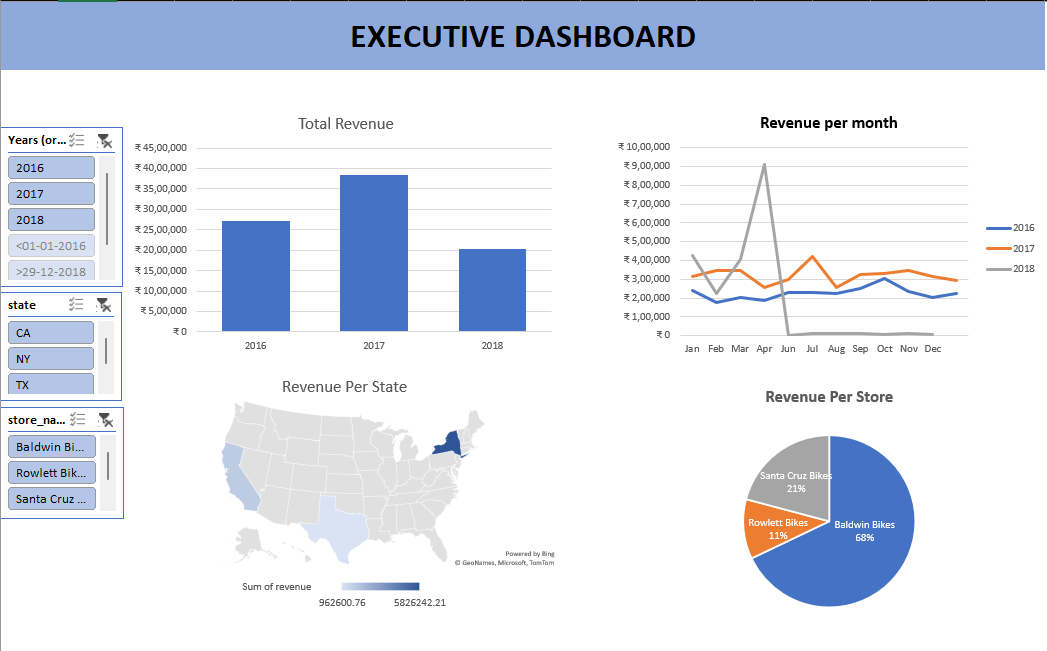 EXECUTIVE DASHBOARD
Years (or...
2016
2017
2018
<01-01-2016
>29-12-2018
state
CA
NY
TX
store_na...
Baldwin Bi...
Rowlett Bik...
Santa Cruz ...
Total Revenue
₹ 45,00,000
₹ 40,00,000
₹ 35,00,000
₹ 30,00,000
₹ 25,00,000
₹ 20,00,000
₹ 15,00,000
₹ 10,00,000
₹ 5,00,000
₹ 0
2016 2017 2018
Revenue per month
₹ 10,00,000
₹ 9,00,000
₹ 8,00,000
₹ 7,00,000
₹ 6,00,000
₹ 5,00,000
₹ 4,00,000
₹ 3,00,000
₹ 2,00,000
₹ 1,00,000
₹ 0
Jan Feb Mar Apr Jun Jul Aug Sep Oct Nov Dec
2016
2017
2018
Revenue Per State
Powered by Bing
© GeoNames, Microsoft, TomTom
Sum of revenue
962600.76 5826242.21
Revenue Per Store
Santa Cruz Bikes
21%
Rowlett Bikes
11%
Baldwin Bikes
68%